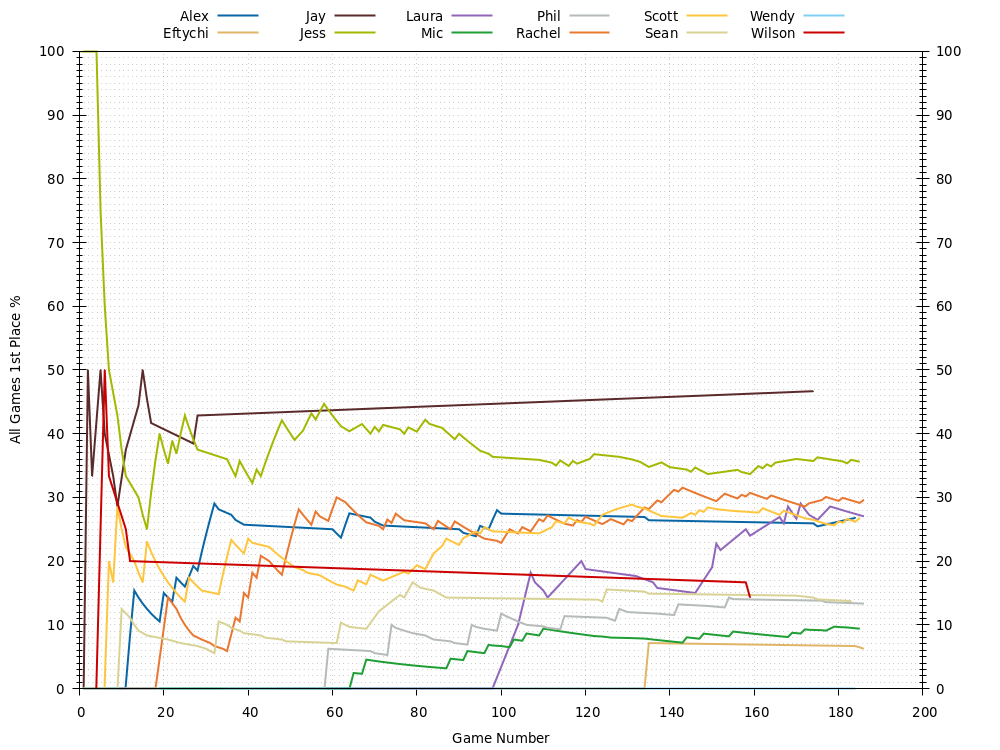 Alex Jay Laura Phil Scott Wendy
Eftychi Jess Mic Rachel Sean Wilson
100 100
90 90
80 80
70 70
60 60
50 50
40 40
30 30
20 20
10 10
0 0
0 20 40 60 80 100 120 140 160 180 200
All Games 1st Place %
Game Number